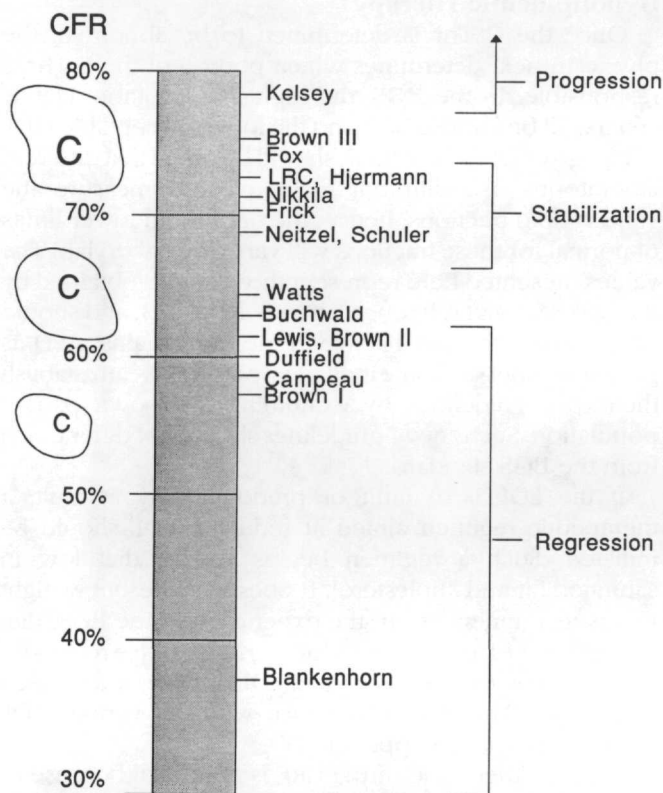 CFR
80%
Kelsey
Progression
Brown III
Fox
C
LRC, Hjermann
Nikkila
70%
Frick
Stabilization
Neitzel, Schuler
C
Watts
Buchwald
Lewis, Brown II
60%
Duffield
Campeau
Brown I
C
50%
Regression
40%
Blankenhorn
30%